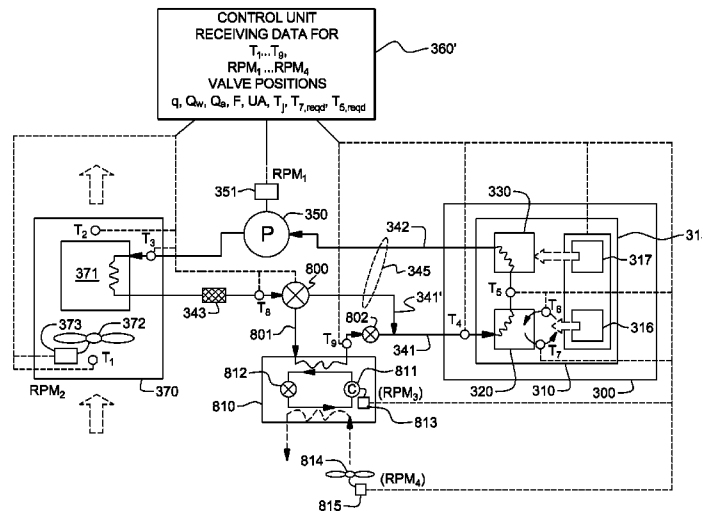 CONTROL UNIT
RECEIVING DATA FOR
T1...T9,
RPM1...RPM4
VALVE POSITIONS
q, Qw, Qa, F, UA, Tj, T7,reqd, T5,reqd
360'
RPM1
351
350
P
342
330
T2
T3
371
345
317
T5
T6
343
T8
800
341'
801
802
T9
341
T4
320
T7
316
373
372
T1
RPM2
370
310
300
812
811
C
(RPM3)
810
813
814
(RPM4)
815